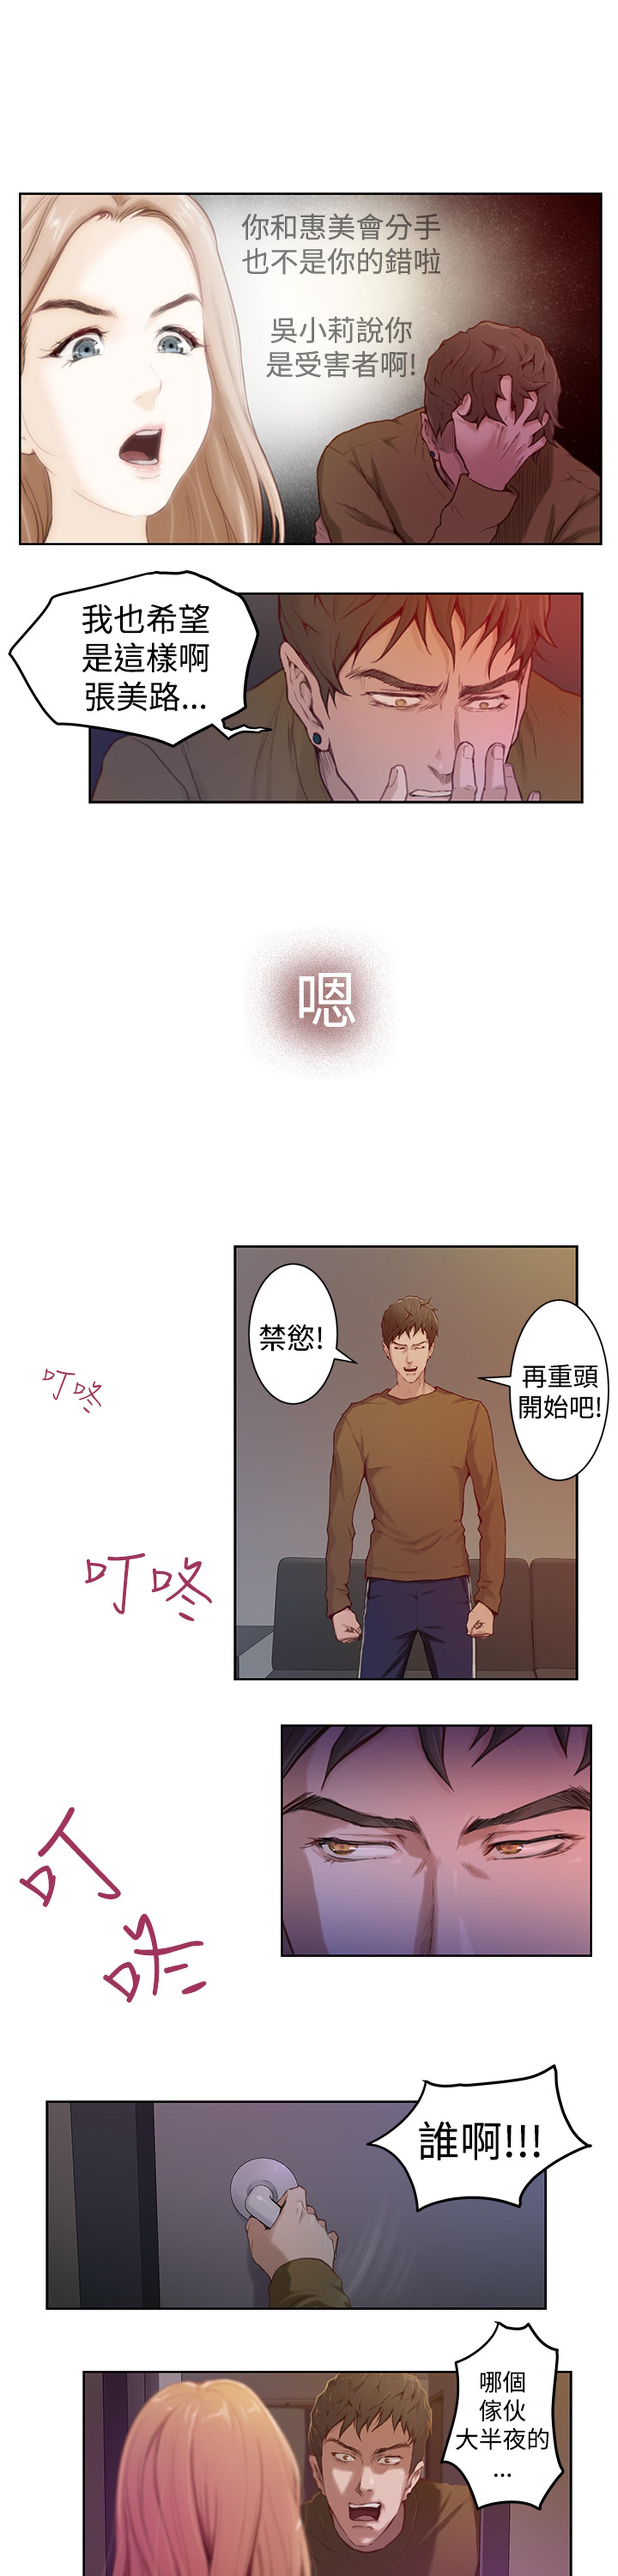 你和惠美會分手
也不是你的錯啦
吳小莉說你
是受害者啊!
我也希望
是這樣啊
張美路...
嗯
禁慾!
再重頭
開始吧!
叮咚
叮咚
叮
咚
誰啊!!!
哪個
傢伙
大半夜的
...